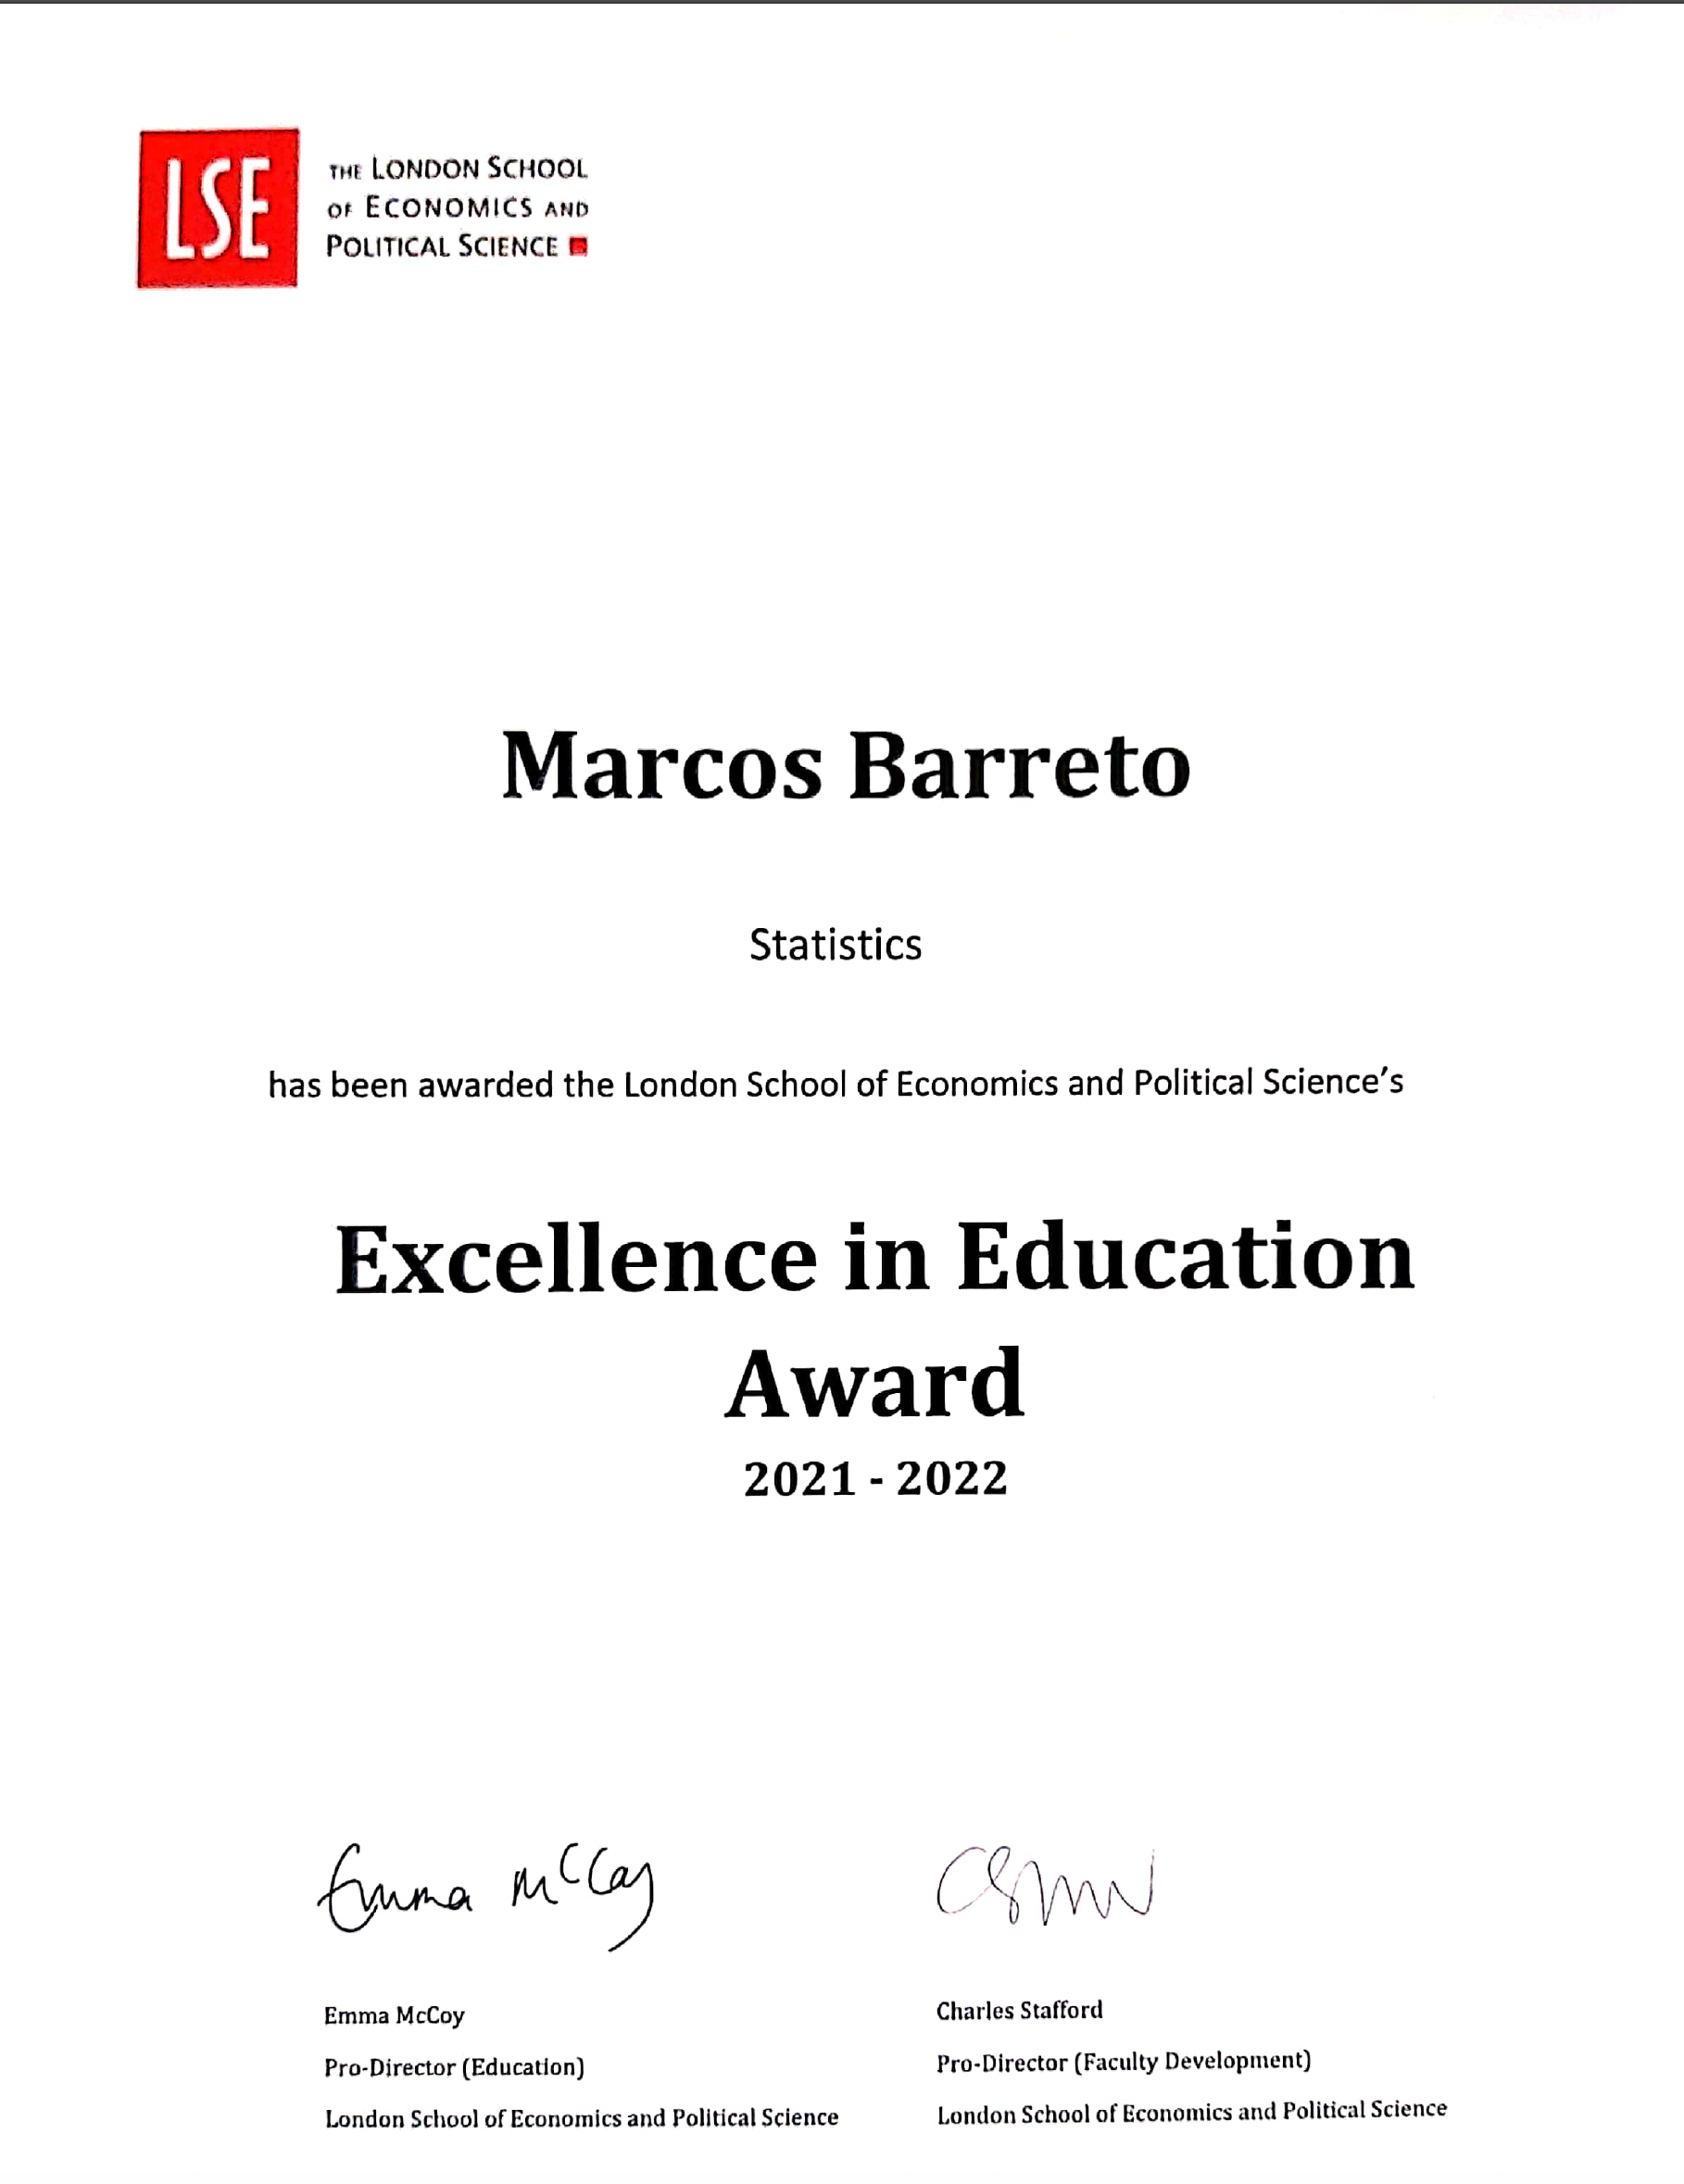 LSE
THE LONDON SCHOOL
OF ECONOMICS AND
POLITICAL SCIENCE
Marcos Barreto
Statistics
has been awarded the London School of Economics and Political Science’s
Excellence in Education
Award
2021 - 2022
Emma McCoy
Emma McCoy
Pro-Director (Education)
London School of Economics and Political Science
Charles Stafford
Pro-Director (Faculty Development)
London School of Economics and Political Science